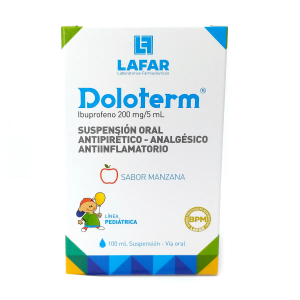 LAFAR
Laboratorios Farmacéuticos
Doloterm®
Ibuprofeno 200 mg/5 mL
SUSPENSIÓN ORAL
ANTIPIRÉTICO - ANALGÉSICO
ANTIINFLAMATORIO
SABOR MANZANA
LÍNEA
PEDIÁTRICA
BPM
100 mL Suspensión - Vía oral